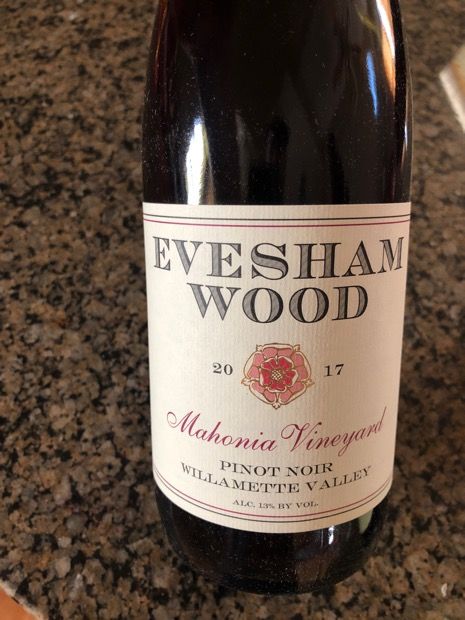 EVESHAM
WOOD
20 17
Mahonia Vineyard
PINOT NOIR
WILLAMETTE VALLEY
ALC. 13% BY VOL.